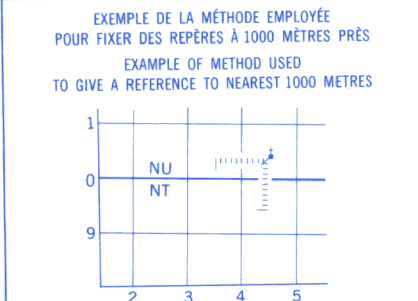 EXEMPLE DE LA MÉTHODE EMPLOYÉE
POUR FIXER DES REPÈRES À 1000 MÈTRES PRÈS
EXAMPLE OF METHOD USED
TO GIVE A REFERENCE TO NEAREST 1000 METRES
1
NU
0
NT
9
2 3 4 5